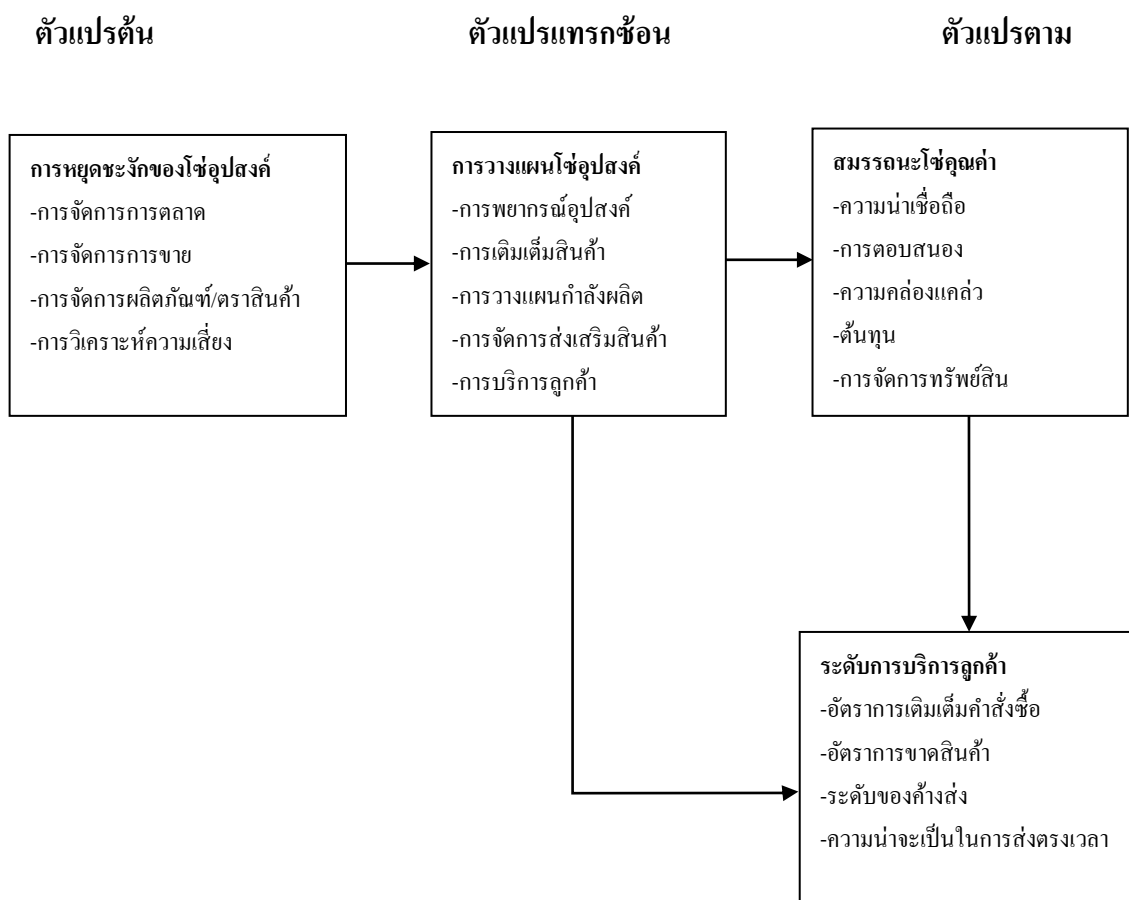 ตัวแปรต้น
ตัวแปรแทรกซ้อน
ตัวแปรตาม
การหยุดชะงักของโซ่อุปสงค์
-การจัดการการตลาด
-การจัดการการขาย
-การจัดการผลิตภัณฑ์/ตราสินค้า
-การวิเคราะห์ความเสี่ยง
การวางแผนโซ่อุปสงค์
-การพยากรณ์อุปสงค์
-การเติมเต็มสินค้า
-การวางแผนกำลังผลิต
-การจัดการส่งเสริมสินค้า
-การบริการลูกค้า
สมรรถนะโซ่คุณค่า
-ความน่าเชื่อถือ
-การตอบสนอง
-ความคล่องแคล่ว
-ต้นทุน
-การจัดการทรัพย์สิน
ระดับการบริการลูกค้า
-อัตราการเติมเต็มคำสั่งซื้อ
-อัตราการขาดสินค้า
-ระดับของค้างส่ง
-ความน่าจะเป็นในการส่งตรงเวลา